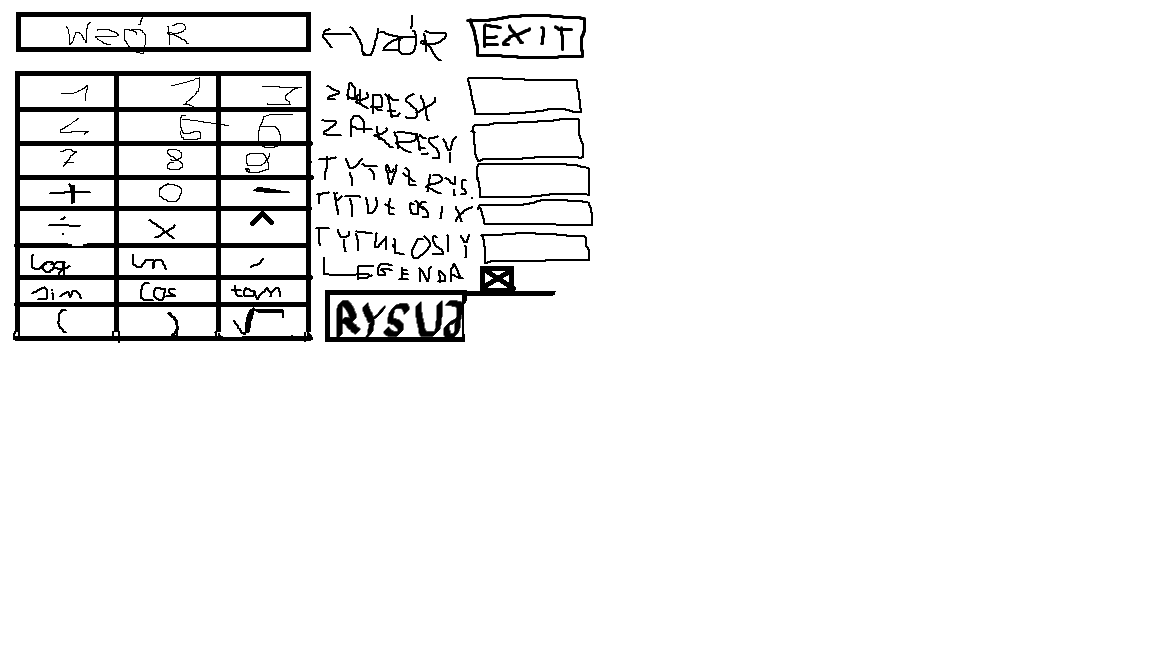 WZÓR ←WZÓR EXIT
1 2 3 ZAKRESX
4 5 6 ZAKRESY
7 8 9 TYTUŁ RYS.
+ 0 - TYTUŁ OSI X
÷ × ^ TYTUŁ OSI Y
log ln LEGENDA
sin cos tan
( ) √ RYSUJ